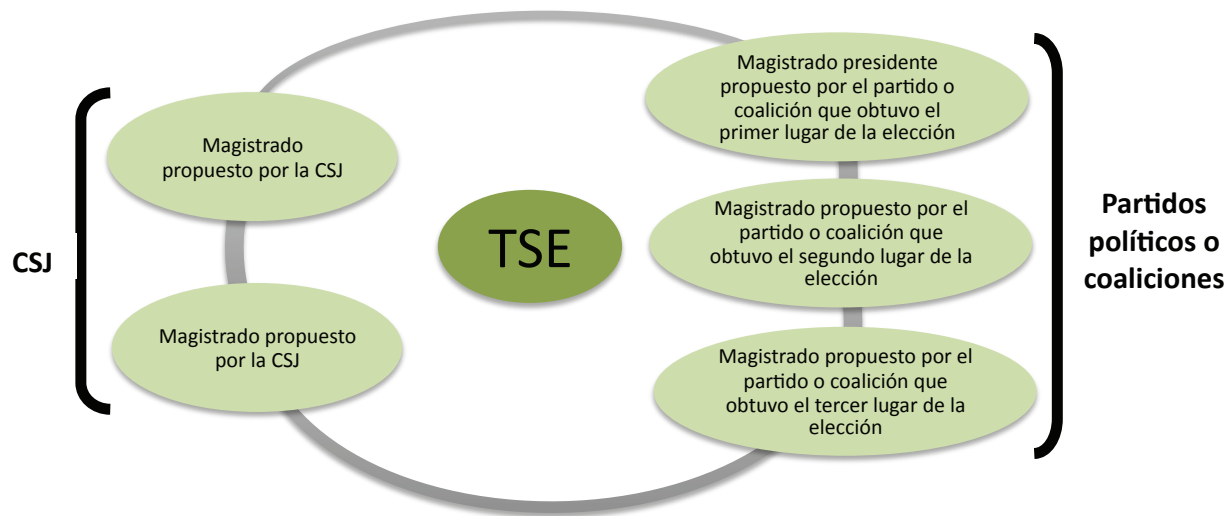 CSJ
Magistrado
propuesto por la CSJ
Magistrado propuesto
por la CSJ
TSE
Magistrado presidente
propuesto por el partido o
coalición que obtuvo el
primer lugar de la elección
Magistrado propuesto por el
partido o coalición que
obtuvo el segundo lugar de la
elección
Magistrado propuesto por el
partido o coalición que
obtuvo el tercer lugar de la
elección
Partidos
políticos o
coaliciones